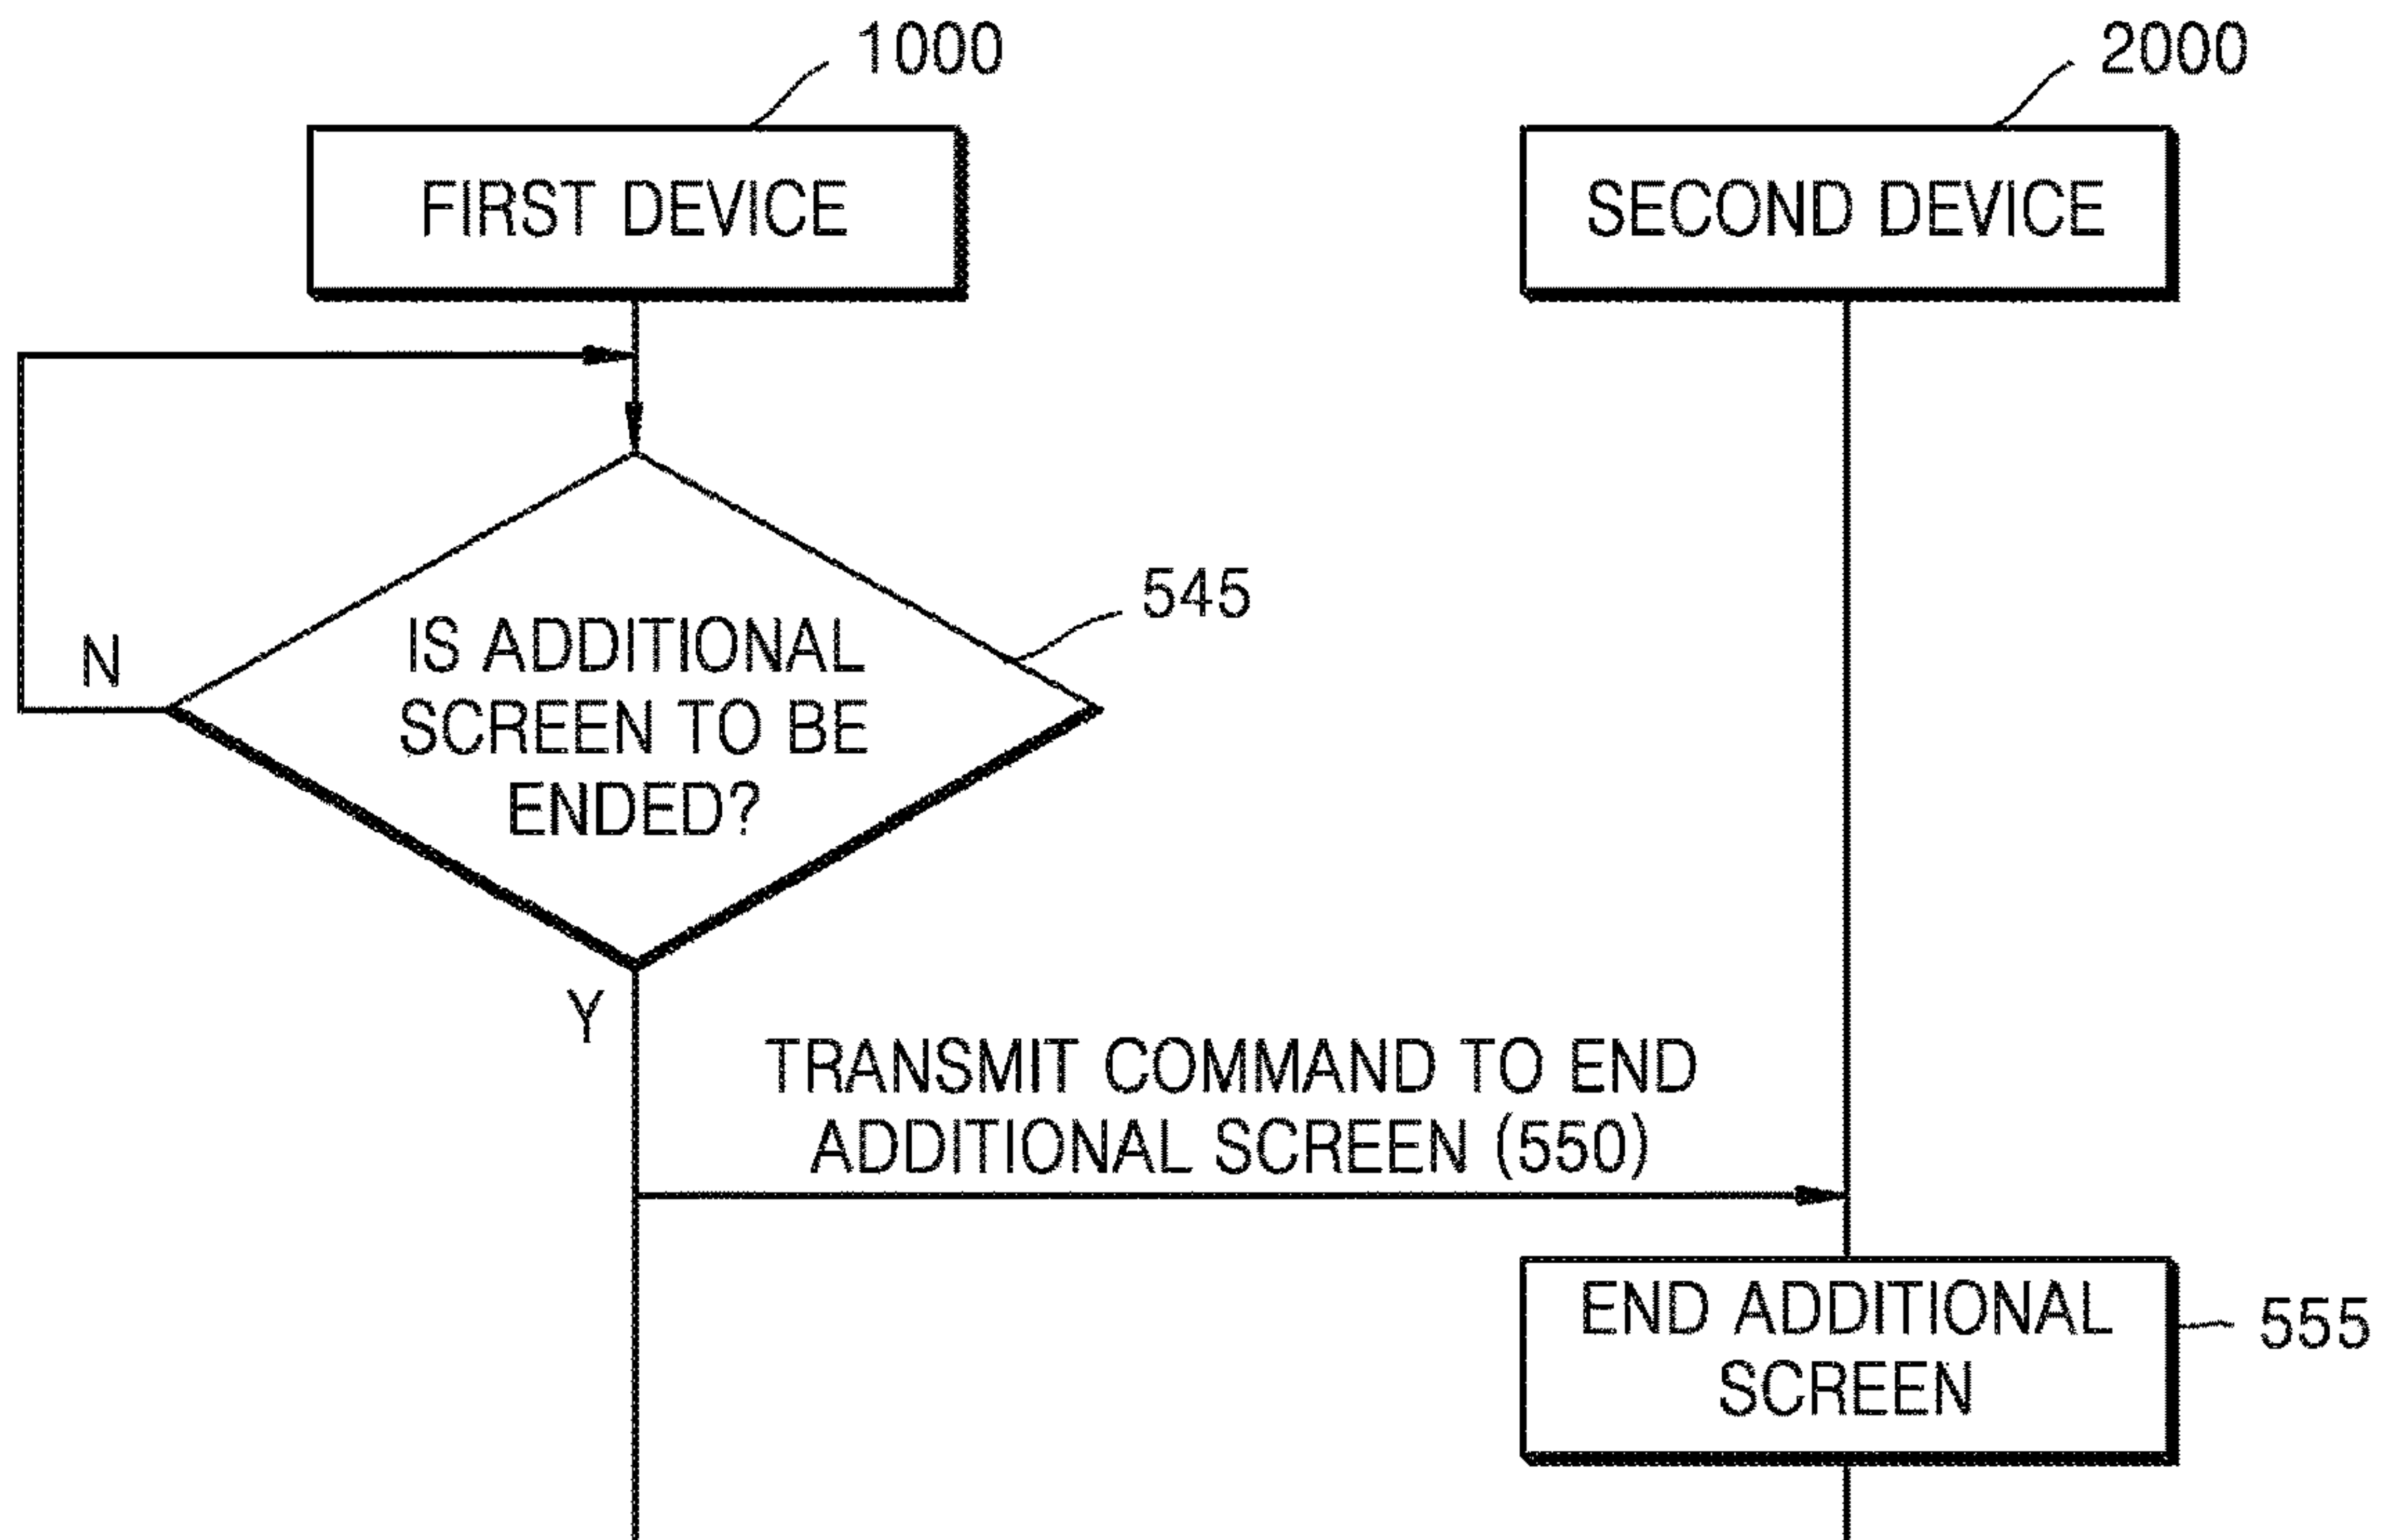 1000
2000
FIRST DEVICE
SECOND DEVICE
545
N
IS ADDITIONAL
SCREEN TO BE
ENDED?
Y
TRANSMIT COMMAND TO END
ADDITIONAL SCREEN (550)
END ADDITIONAL
SCREEN
555